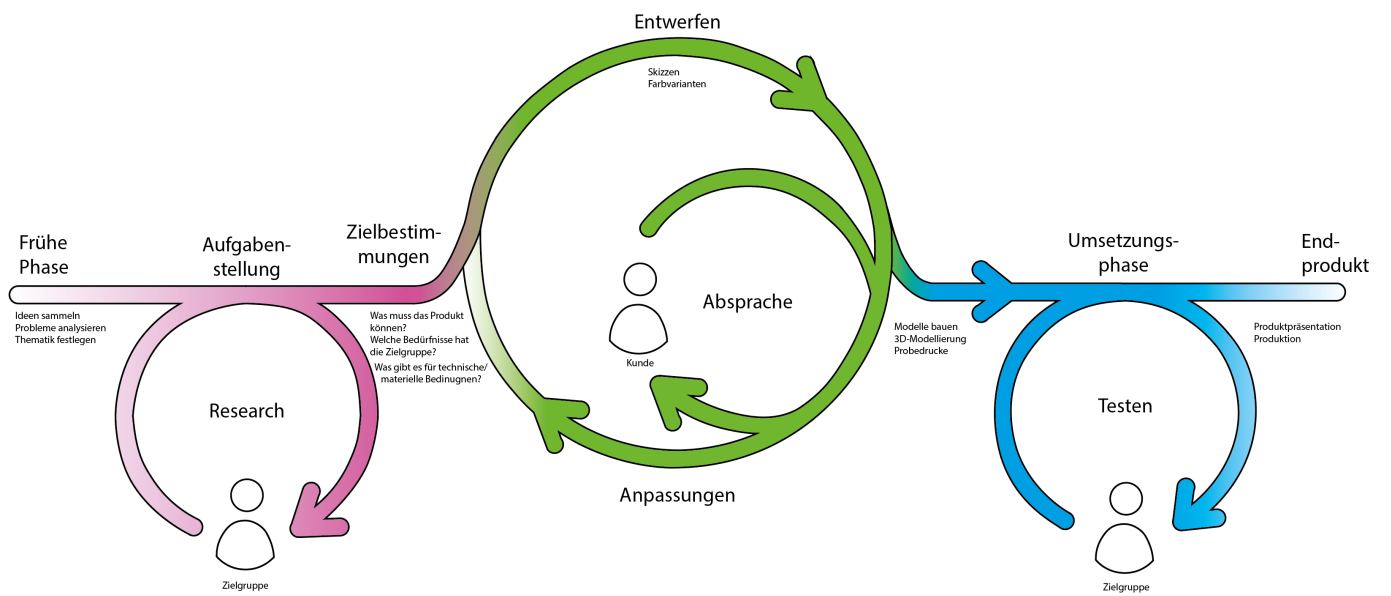 Frühe
Phase
Ideen sammeln
Probleme analysieren
Thematik festlegen
Aufgaben-
stellung
Research
Zielgruppe
Zielbestim-
mungen
Was muss das Produkt
können?
Welche Bedürfnisse hat
die Zielgruppe?
Was gibt es für technische/
materielle Bedinugnen?
Entwerfen
Skizzen
Farbvarianten
Absprache
Kunde
Anpassungen
Modelle bauen
3D-Modellierung
Probedrucke
Umsetzungs-
phase
Testen
Zielgruppe
End-
produkt
Produktpräsentation
Produktion